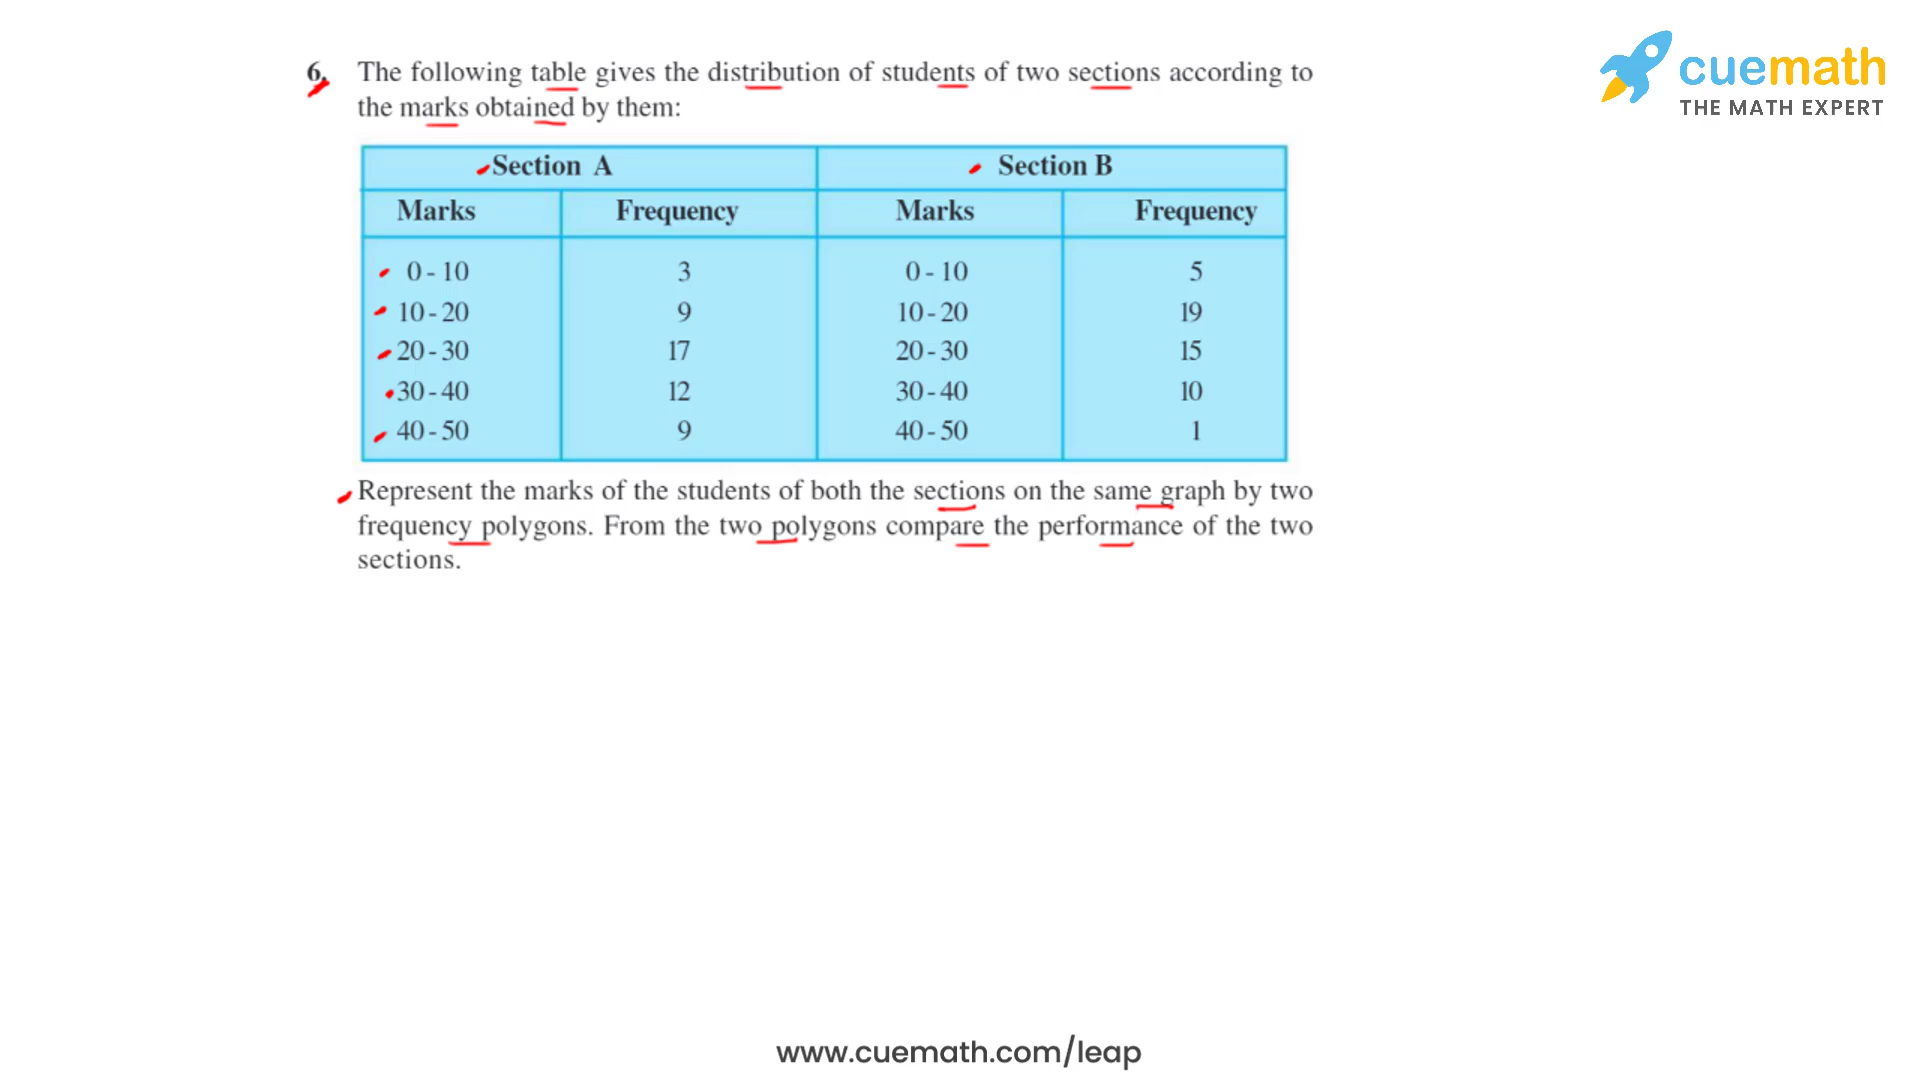 cuemath
THE MATH EXPERT
6. The following table gives the distribution of students of two sections according to
the marks obtained by them:
Section A Section B
Marks Frequency Marks Frequency
0 - 10 3 0 - 10 5
10 - 20 9 10 - 20 19
20 - 30 17 20 - 30 15
30 - 40 12 30 - 40 10
40 - 50 9 40 - 50 1
Represent the marks of the students of both the sections on the same graph by two
frequency polygons. From the two polygons compare the performance of the two
sections.
www.cuemath.com/leap